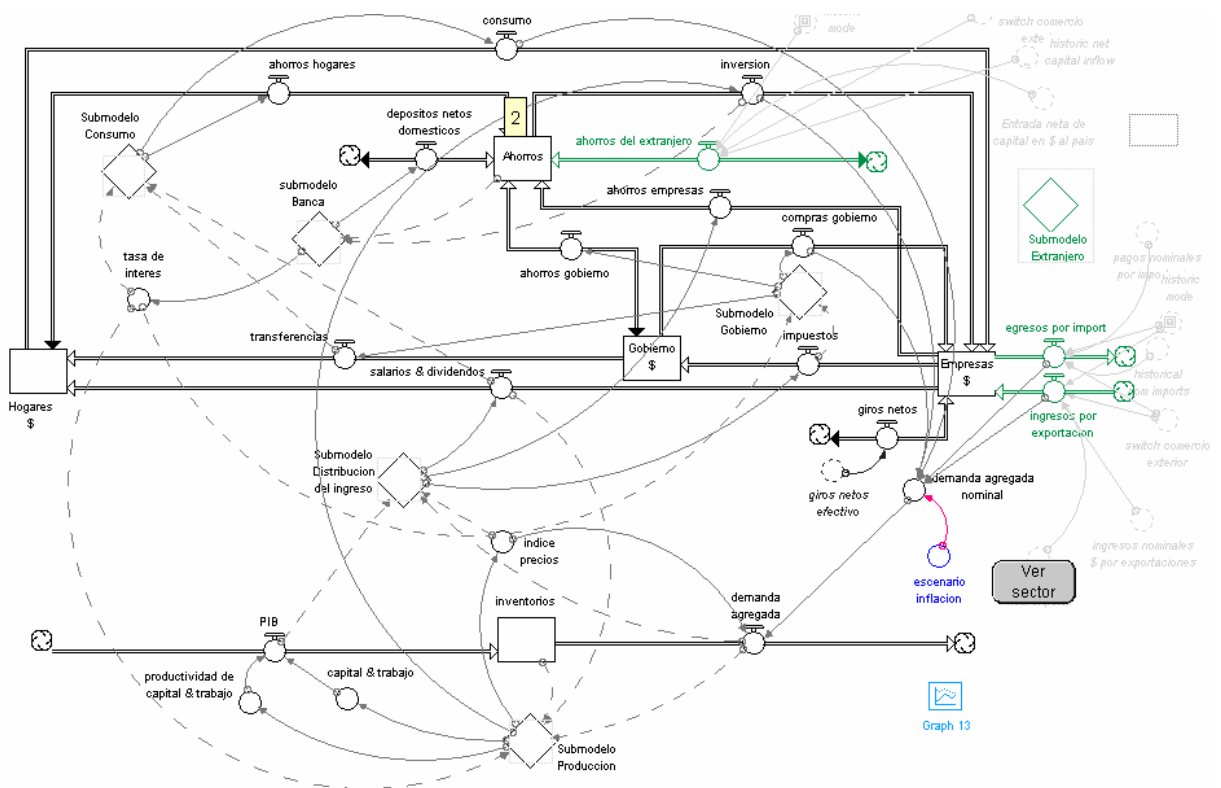 consumo
mode
switch comercio
historic net
capital inflow
ahorros hogares
inversion
Submodelo
Consumo
depositos netos
domesticos
2
Entrada neta de
capital en $ al pais
ahorros del extranjero
Ahorros
submodelo
Banca
ahorros empresas
compras gobierno
Submodelo
Extranjero
tasa de
interes
ahorros gobierno
pagos nominales
historic
mode
Submodelo
Gobierno
transferencias
impuestos
egresos por import
Gobierno
$
Empresas
$
salarios & dividendos
historical
Hogares
$
giros netos
ingresos por
exportacion
switch comercio
exterior
Submodelo
Distribucion
del ingreso
giros netos
efectivo
demanda agregada
nominal
indice
precios
ingresos nominales
$ por exportaciones
Ver
sector
escenario
inflacion
inventorios
demanda
agregada
PIB
productividad de
capital & trabajo
capital & trabajo
Graph 13
Submodelo
Produccion